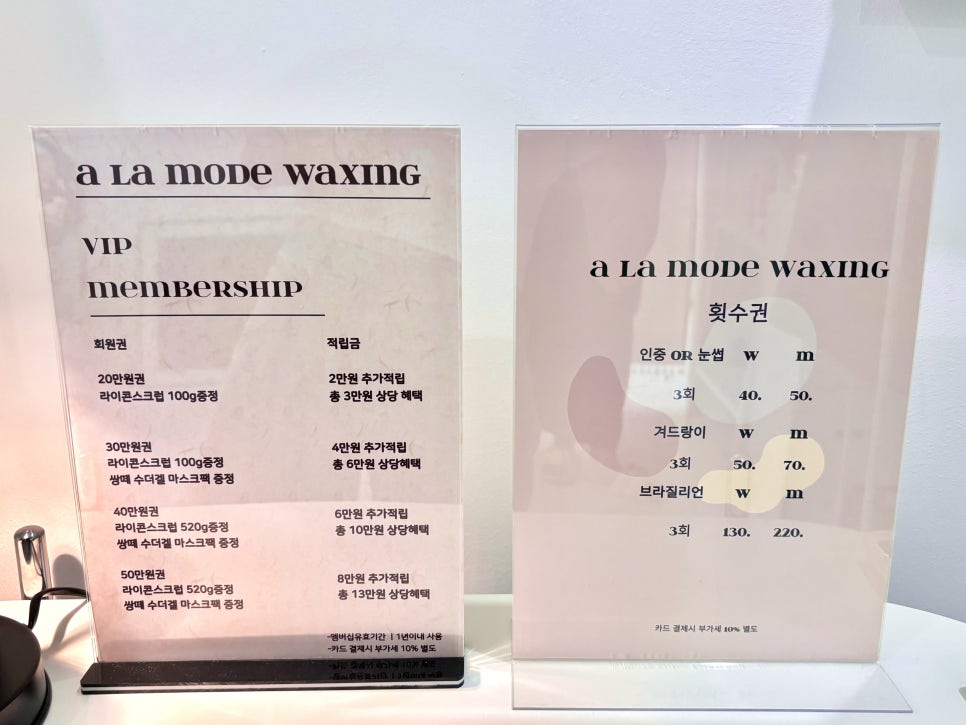 a La mode waxing
VIP
membership
회원권 적립금
20만원권 2만원 추가적립
라이콘스크럽 100g증정 총 3만원 상당 혜택
30만원권 4만원 추가적립
라이콘스크럽 100g증정 총 6만원 상당혜택
쌍떼 수더겔 마스크팩 증정
40만원권 6만원 추가적립
라이콘스크럽 520g증정 총 10만원 상당혜택
쌍떼 수더겔 마스크팩 증정
50만원권 8만원 추가적립
라이콘스크럽 520g증정 총 13만원 상당혜택
쌍떼 수더겔 마스크팩 증정
-멤버십유효기간 ㅣ1년이내 사용
-카드 결제시 부가세 10% 별도
a La mode waxing
횟수권
인중 OR 눈썹 w m
3회 40. 50.
겨드랑이 w m
3회 50. 70.
브라질리언 w m
3회 130. 220.
카드 결제시 부가세 10% 별도